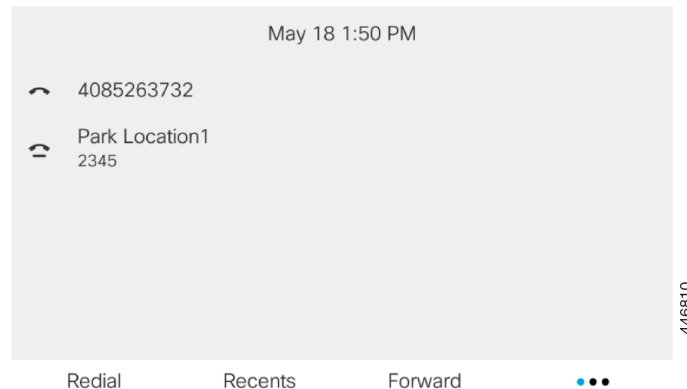 May 18 1:50 PM
4085263732
Park Location1
2345
Redial Recents Forward
446810